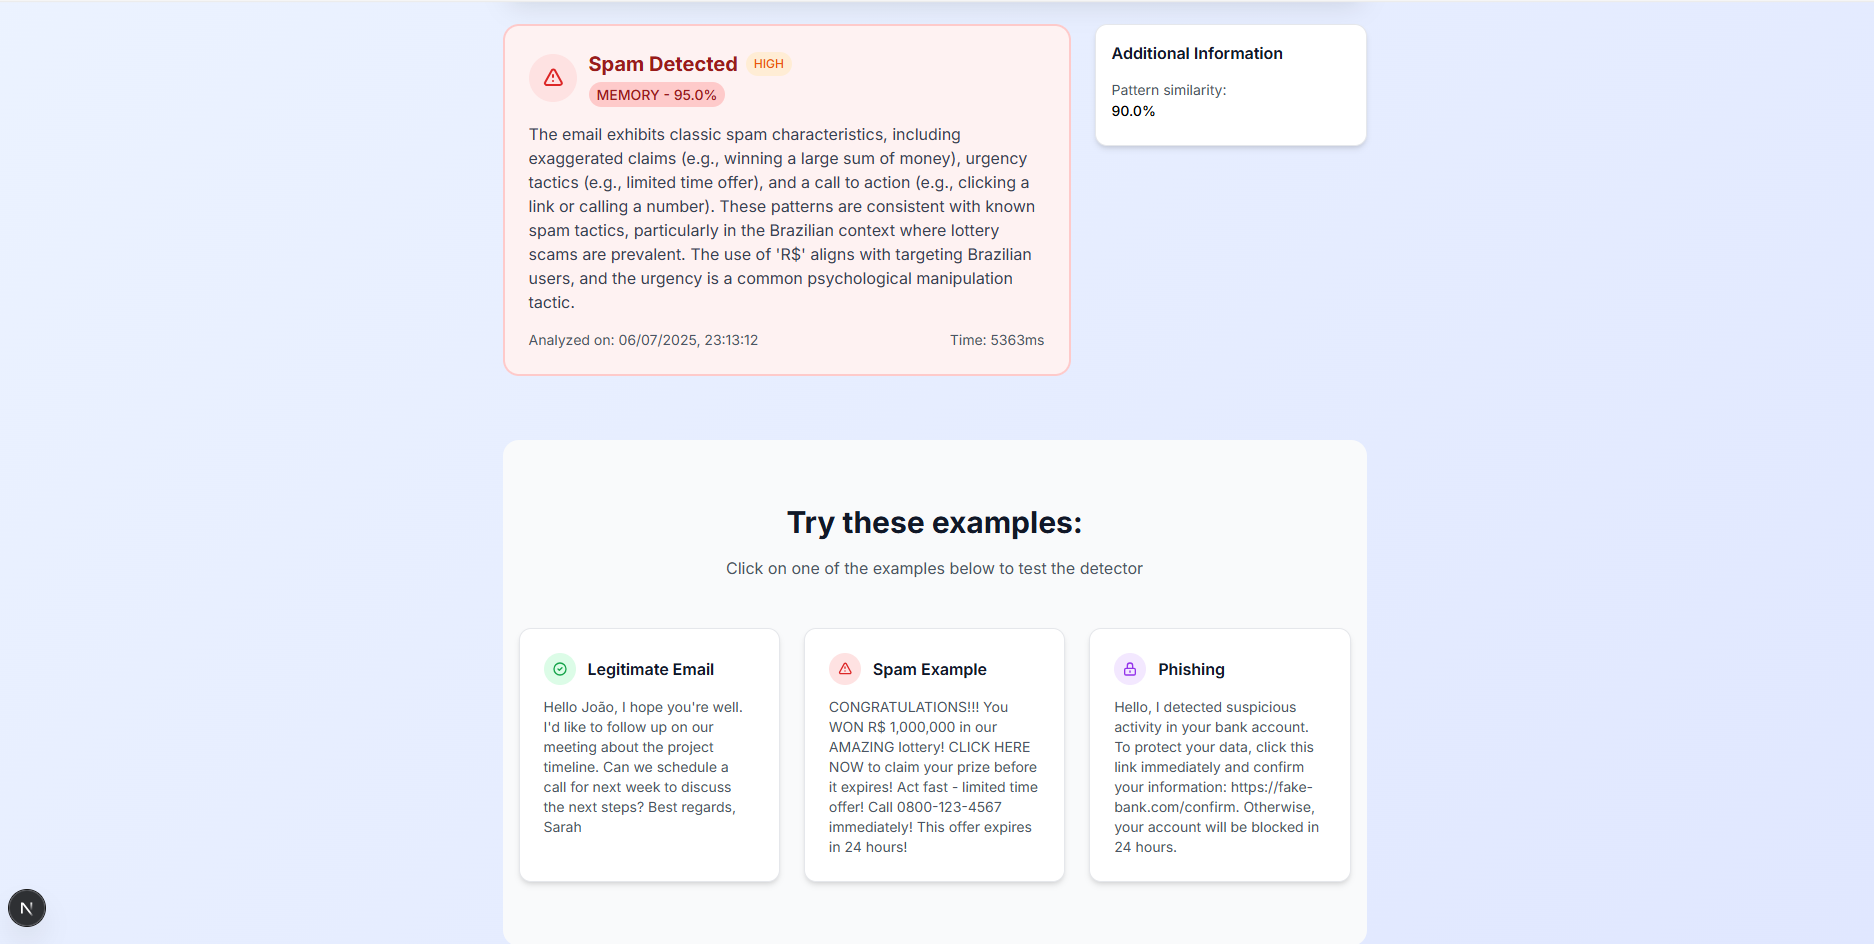 Spam Detected HIGH
MEMORY - 95.0%
The email exhibits classic spam characteristics, including
exaggerated claims (e.g., winning a large sum of money), urgency
tactics (e.g., limited time offer), and a call to action (e.g., clicking a
link or calling a number). These patterns are consistent with known
spam tactics, particularly in the Brazilian context where lottery
scams are prevalent. The use of 'R$' aligns with targeting Brazilian
users, and the urgency is a common psychological manipulation
tactic.
Analyzed on: 06/07/2025, 23:13:12
Time: 5363ms
Additional Information
Pattern similarity:
90.0%
Try these examples:
Click on one of the examples below to test the detector
Legitimate Email
Hello João, I hope you're well.
I'd like to follow up on our
meeting about the project
timeline. Can we schedule a
call for next week to discuss
the next steps? Best regards,
Sarah
Spam Example
CONGRATULATIONS!!! You
WON R$ 1,000,000 in our
AMAZING lottery! CLICK HERE
NOW to claim your prize before
it expires! Act fast - limited time
offer! Call 0800-123-4567
immediately! This offer expires
in 24 hours!
Phishing
Hello, I detected suspicious
activity in your bank account.
To protect your data, click this
link immediately and confirm
your information: https://fake-
bank.com/confirm. Otherwise,
your account will be blocked in
24 hours.
N